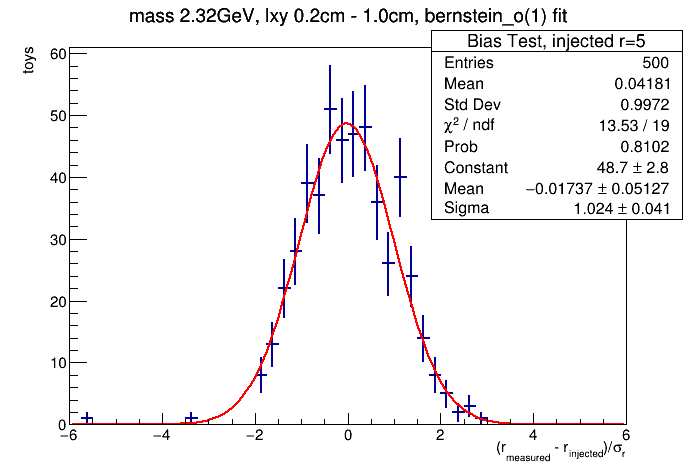 mass 2.32GeV, lxy 0.2cm - 1.0cm, bernstein_o(1) fit
Bias Test, injected r=5
Entries 500
Mean 0.04181
Std Dev 0.9972
χ² / ndf 13.53 / 19
Prob 0.8102
Constant 48.7 ± 2.8
Mean −0.01737 ± 0.05127
Sigma 1.024 ± 0.041
toys
60
50
40
30
20
10
0
−6 −4 −2 0 2 4 6
(r_measured - r_injected)/σ_r